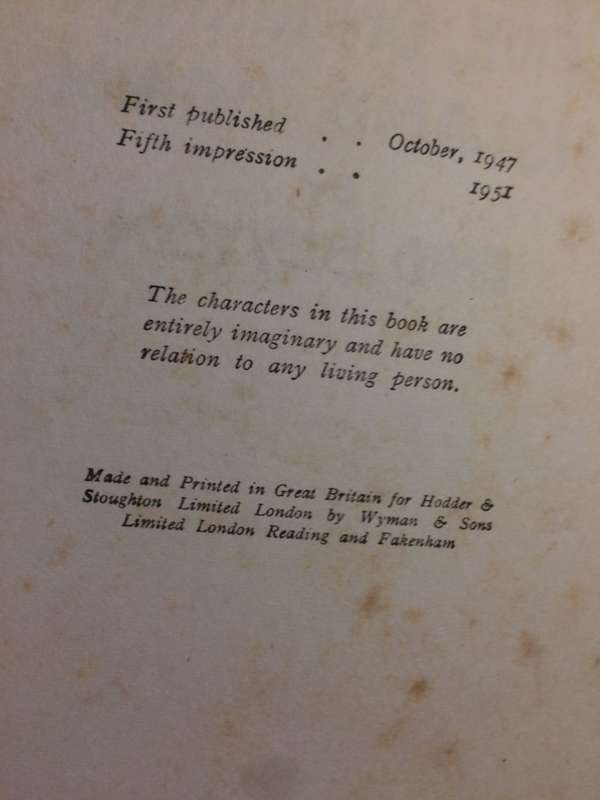 First published . . October, 1947
Fifth impression . . 1951
The characters in this book are
entirely imaginary and have no
relation to any living person.
Made and Printed in Great Britain for Hodder &
Stoughton Limited London by Wyman & Sons
Limited London Reading and Fakenham